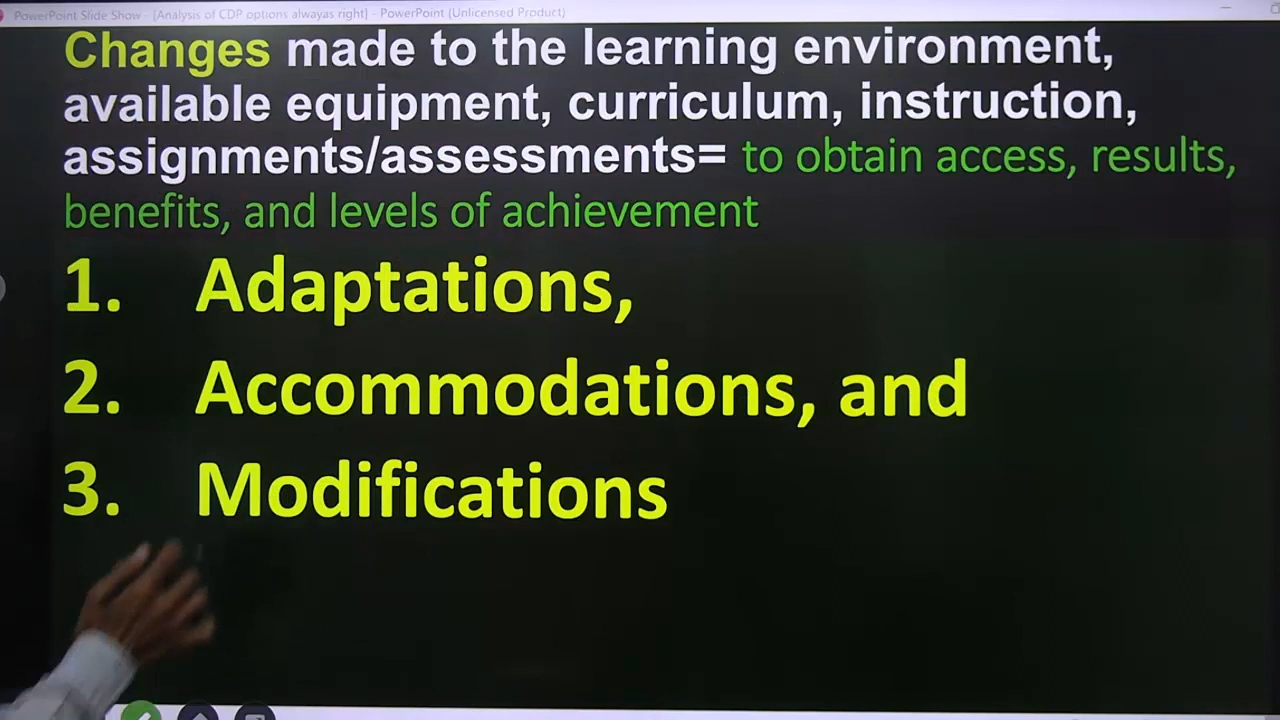 PowerPoint Slide Show - [Analysis of CDP options alwayas right] - PowerPoint (Unlicensed Product)
Changes made to the learning environment,
available equipment, curriculum, instruction,
assignments/assessments= to obtain access, results,
benefits, and levels of achievement
1. Adaptations,
2. Accommodations, and
3. Modifications